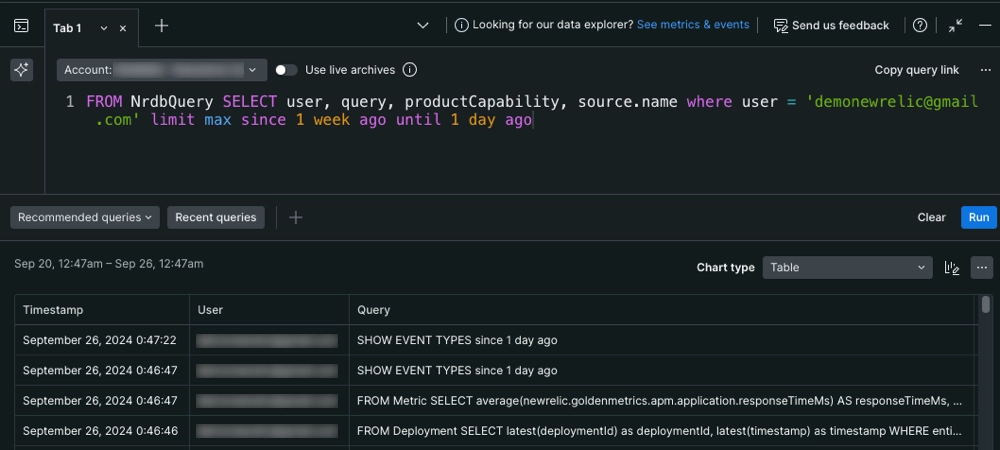 Tab 1
Looking for our data explorer? See metrics & events
Send us feedback
Account:
Use live archives
Copy query link
1 FROM NrdbQuery SELECT user, query, productCapability, source.name where user = 'demonewrelic@gmail
.com' limit max since 1 week ago until 1 day ago
Recommended queries
Recent queries
Clear
Run
Sep 20, 12:47am – Sep 26, 12:47am
Chart type
Table
Timestamp User Query
September 26, 2024 0:47:22 SHOW EVENT TYPES since 1 day ago
September 26, 2024 0:46:47 SHOW EVENT TYPES since 1 day ago
September 26, 2024 0:46:47 FROM Metric SELECT average(newrelic.goldenmetrics.apm.application.responseTimeMs) AS responseTimeMs, ...
September 26, 2024 0:46:46 FROM Deployment SELECT latest(deploymentId) as deploymentId, latest(timestamp) as timestamp WHERE enti...